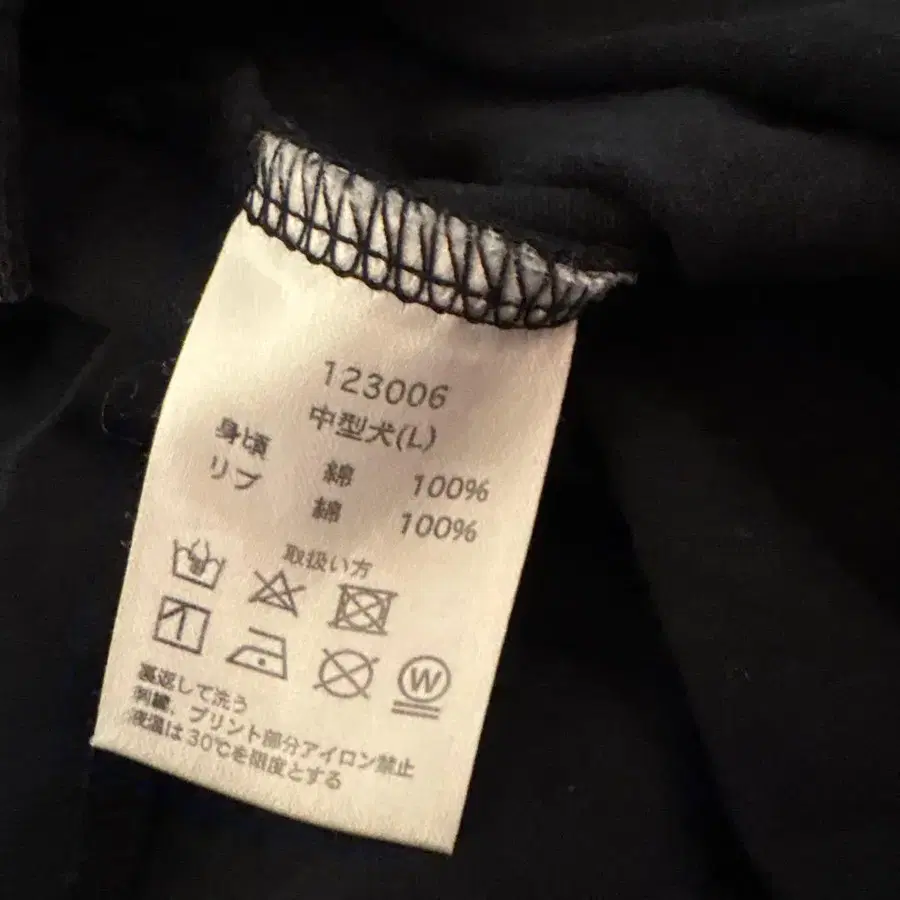 123006
中型犬(L)
身頃 綿 100%
リブ 綿 100%
取扱い方
W
裏返して洗う
刺繍、プリント部分アイロン禁止
液温は30℃を限度とする